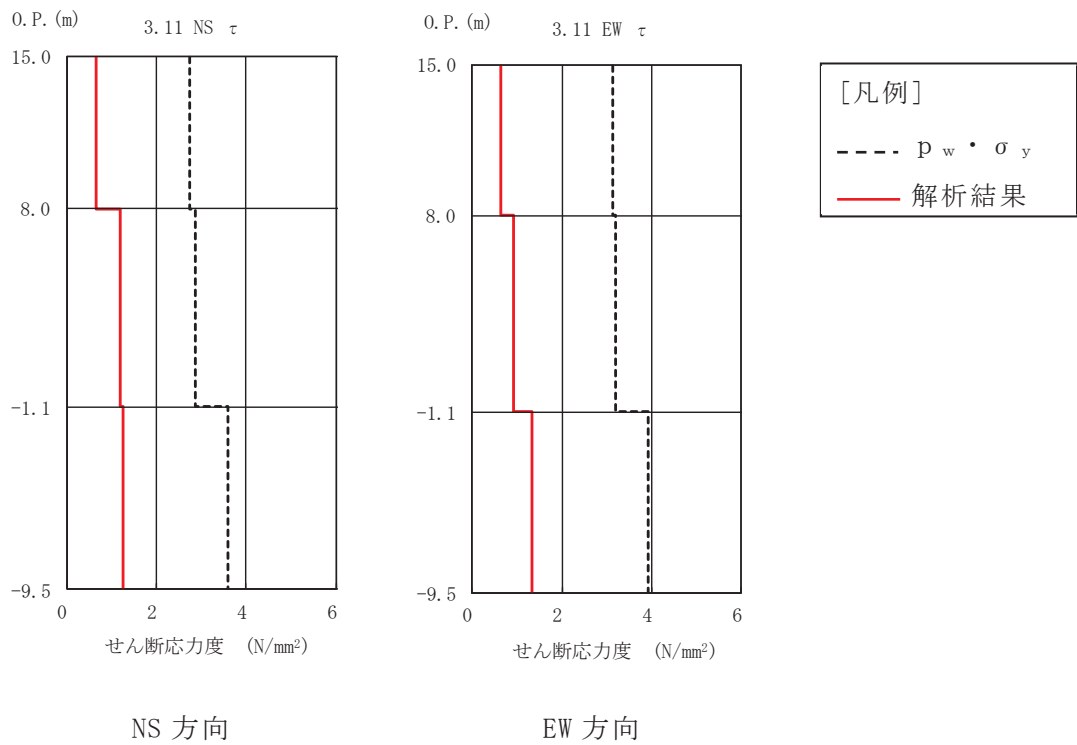 O.P.(m)
3.11 NS τ
15.0
8.0
-1.1
-9.5
0 2 4 6
せん断応力度 (N/mm²)
NS 方向
O.P.(m)
3.11 EW τ
15.0
8.0
-1.1
-9.5
0 2 4 6
せん断応力度 (N/mm²)
EW 方向
[凡例]
ｐｗ・σｙ
解析結果